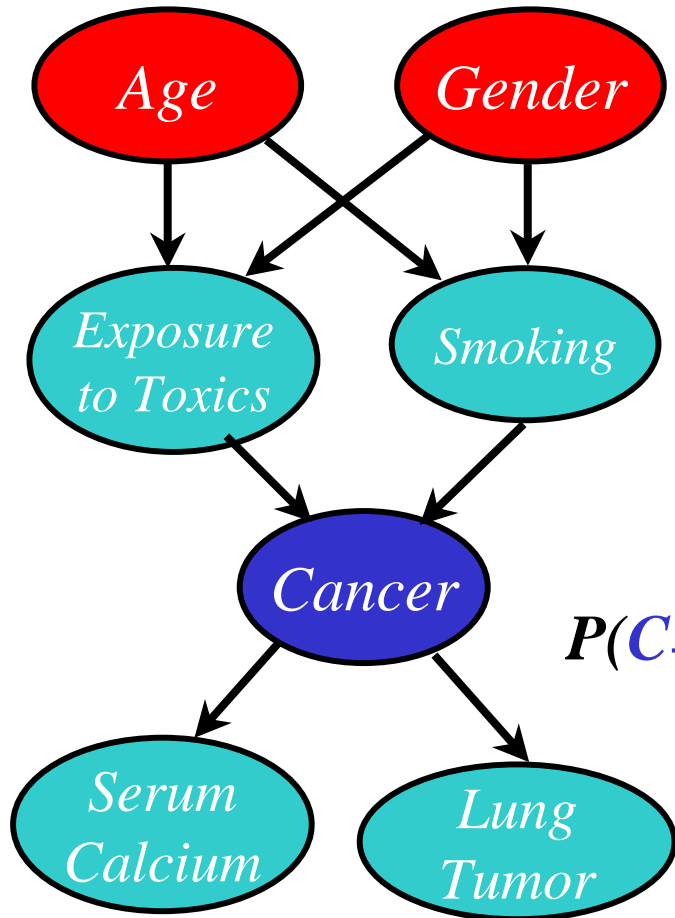 Age
Gender
Exposure
to Toxics
Smoking
Cancer
P(C
Serum
Calcium
Lung
Tumor